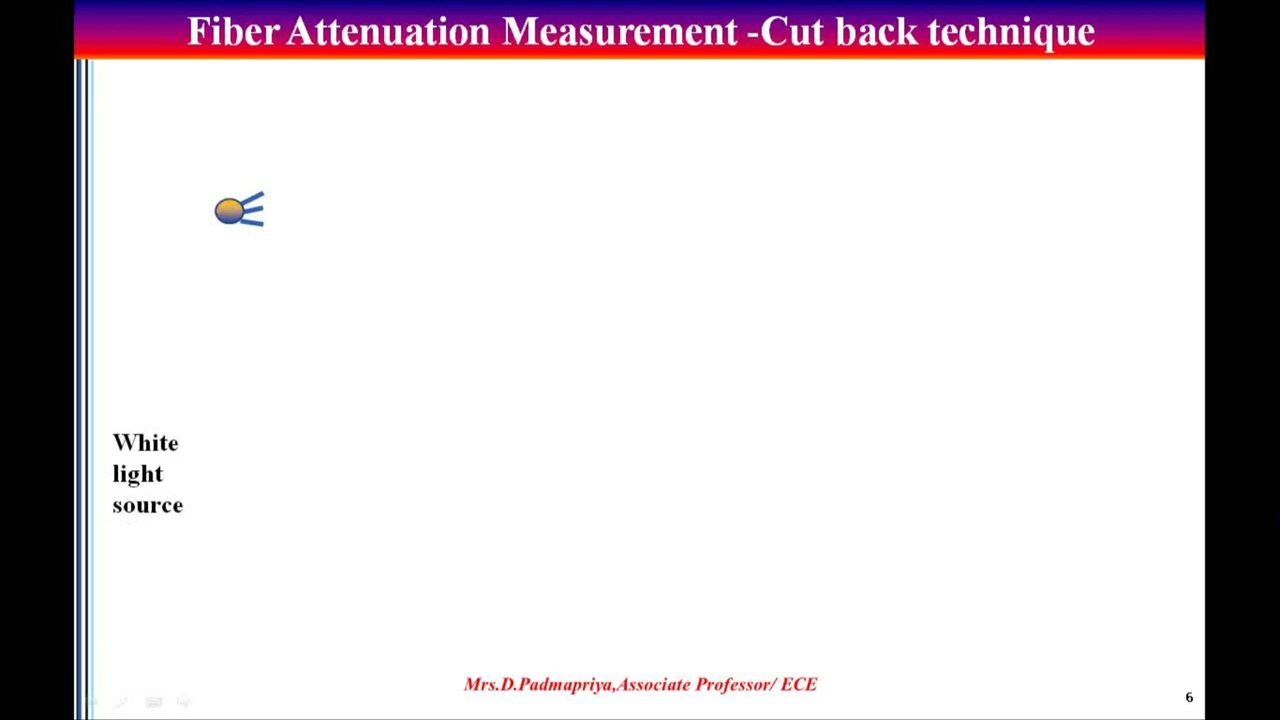 Fiber Attenuation Measurement -Cut back technique
White
light
source
Mrs.D.Padmapriya,Associate Professor/ ECE
6